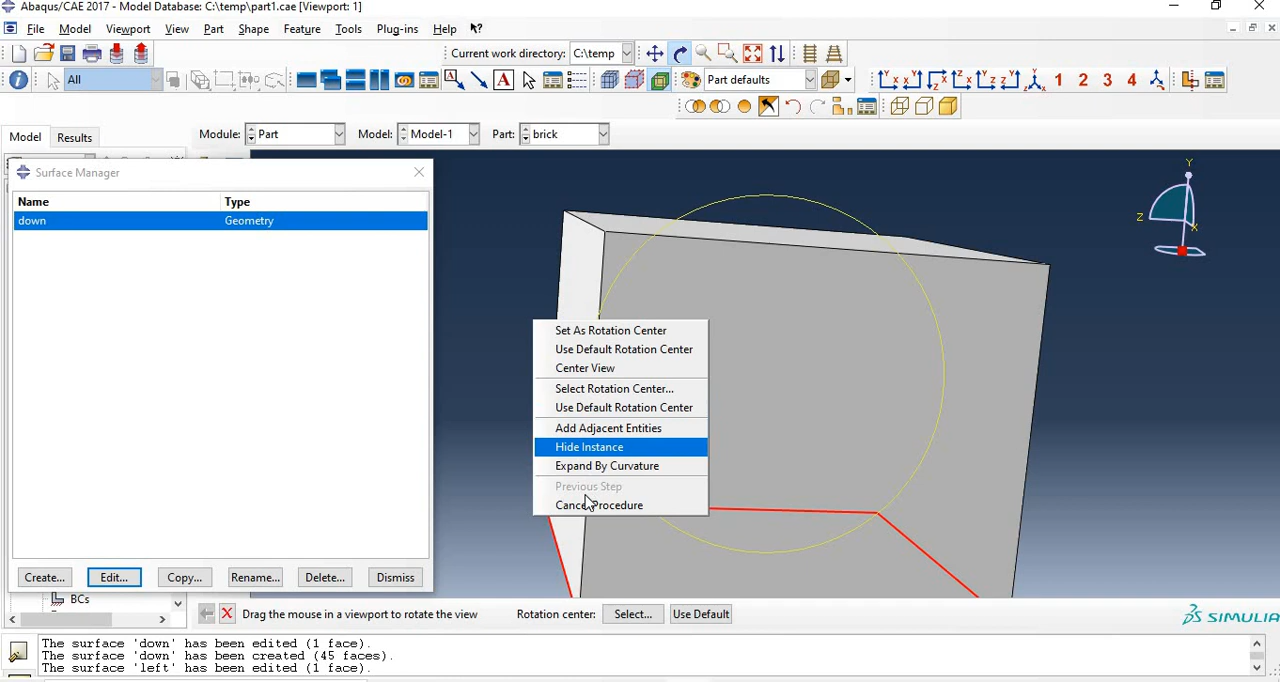 Abaqus/CAE 2017 - Model Database: C:\temp\part1.cae [Viewport: 1]
File Model Viewport View Part Shape Feature Tools Plug-ins Help
Current work directory: C:\temp
All
Part defaults
1 2 3 4
Model Results
Module: Part Model: Model-1 Part: brick
Surface Manager
Name Type
down Geometry
Create... Edit... Copy... Rename... Delete... Dismiss
BCs
Set As Rotation Center
Use Default Rotation Center
Center View
Select Rotation Center...
Use Default Rotation Center
Add Adjacent Entities
Hide Instance
Expand By Curvature
Previous Step
Cancel Procedure
Y
Z
X
Drag the mouse in a viewport to rotate the view Rotation center: Select... Use Default
SIMULIA
The surface 'down' has been edited (1 face).
The surface 'down' has been created (45 faces).
The surface 'left' has been edited (1 face).